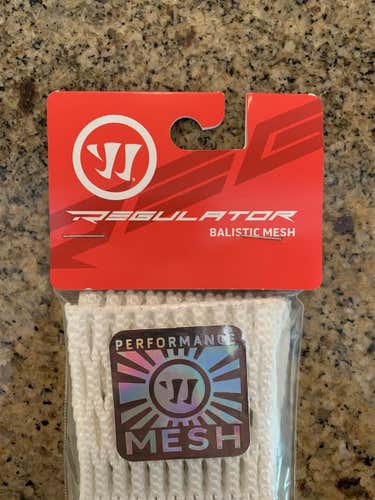 REGULATOR
BALISTIC MESH
PERFORMANCE
MESH